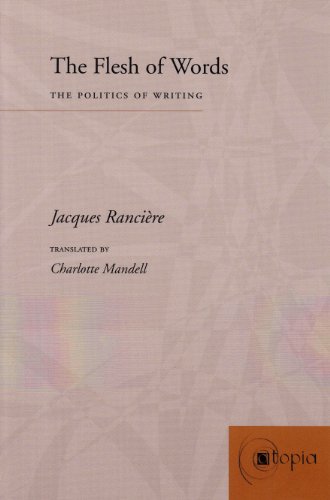 The Flesh of Words
THE POLITICS OF WRITING
Jacques Rancière
TRANSLATED BY
Charlotte Mandell
atopia